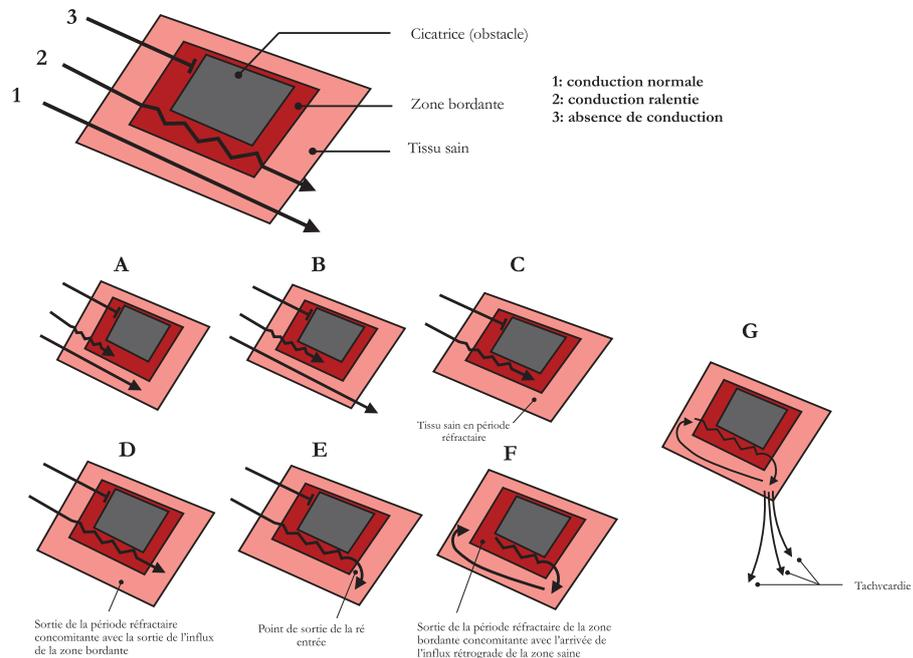 3
Cicatrice (obstacle)
2
1: conduction normale
2: conduction ralentie
3: absence de conduction
1
Zone bordante
Tissu sain
A
B
C
G
Tissu sain en période
réfractaire
D
E
F
Tachycardie
Sortie de la période réfractaire
concomitante avec la sortie de l'influx
de la zone bordante
Point de sortie de la ré
entrée
Sortie de la période réfractaire de la zone
bordante concomitante avec l'arrivée de
l'influx rétrograde de la zone saine